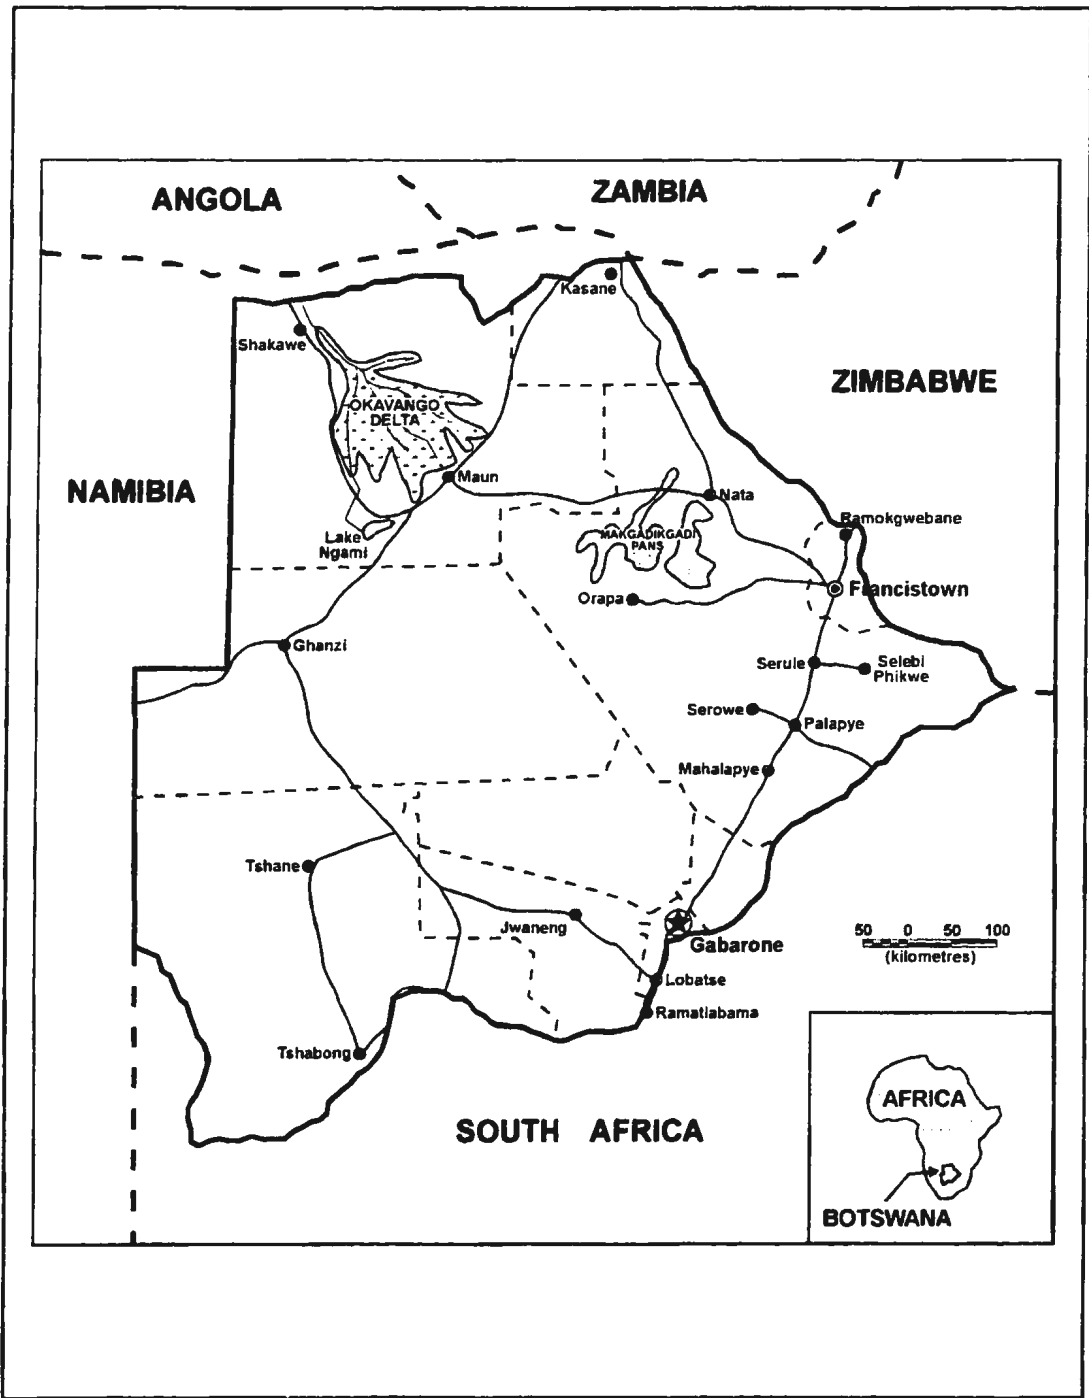 ANGOLA
ZAMBIA
Kasane
Shakawe
ZIMBABWE
OKAVANGO
DELTA
Maun
NAMIBIA
Nata
Ramokgwebane
MAKGADIKGADI
PANS
Lake
Ngami
Orapa
Francistown
Ghanzi
Serule
Selebi
Phikwe
Serowe
Palapye
Mahalapye
Tshane
Jwaneng
Gabarone
50 0 50 100
(kilometres)
Lobatse
Ramatlabama
Tshabong
SOUTH AFRICA
AFRICA
BOTSWANA